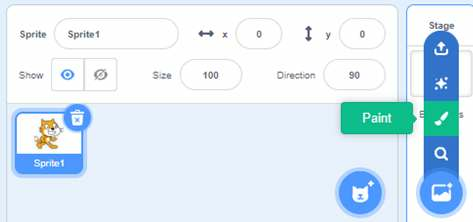 Sprite Sprite1 x 0 y 0
Show Size 100 Direction 90
Stage
Paint
Sprite1